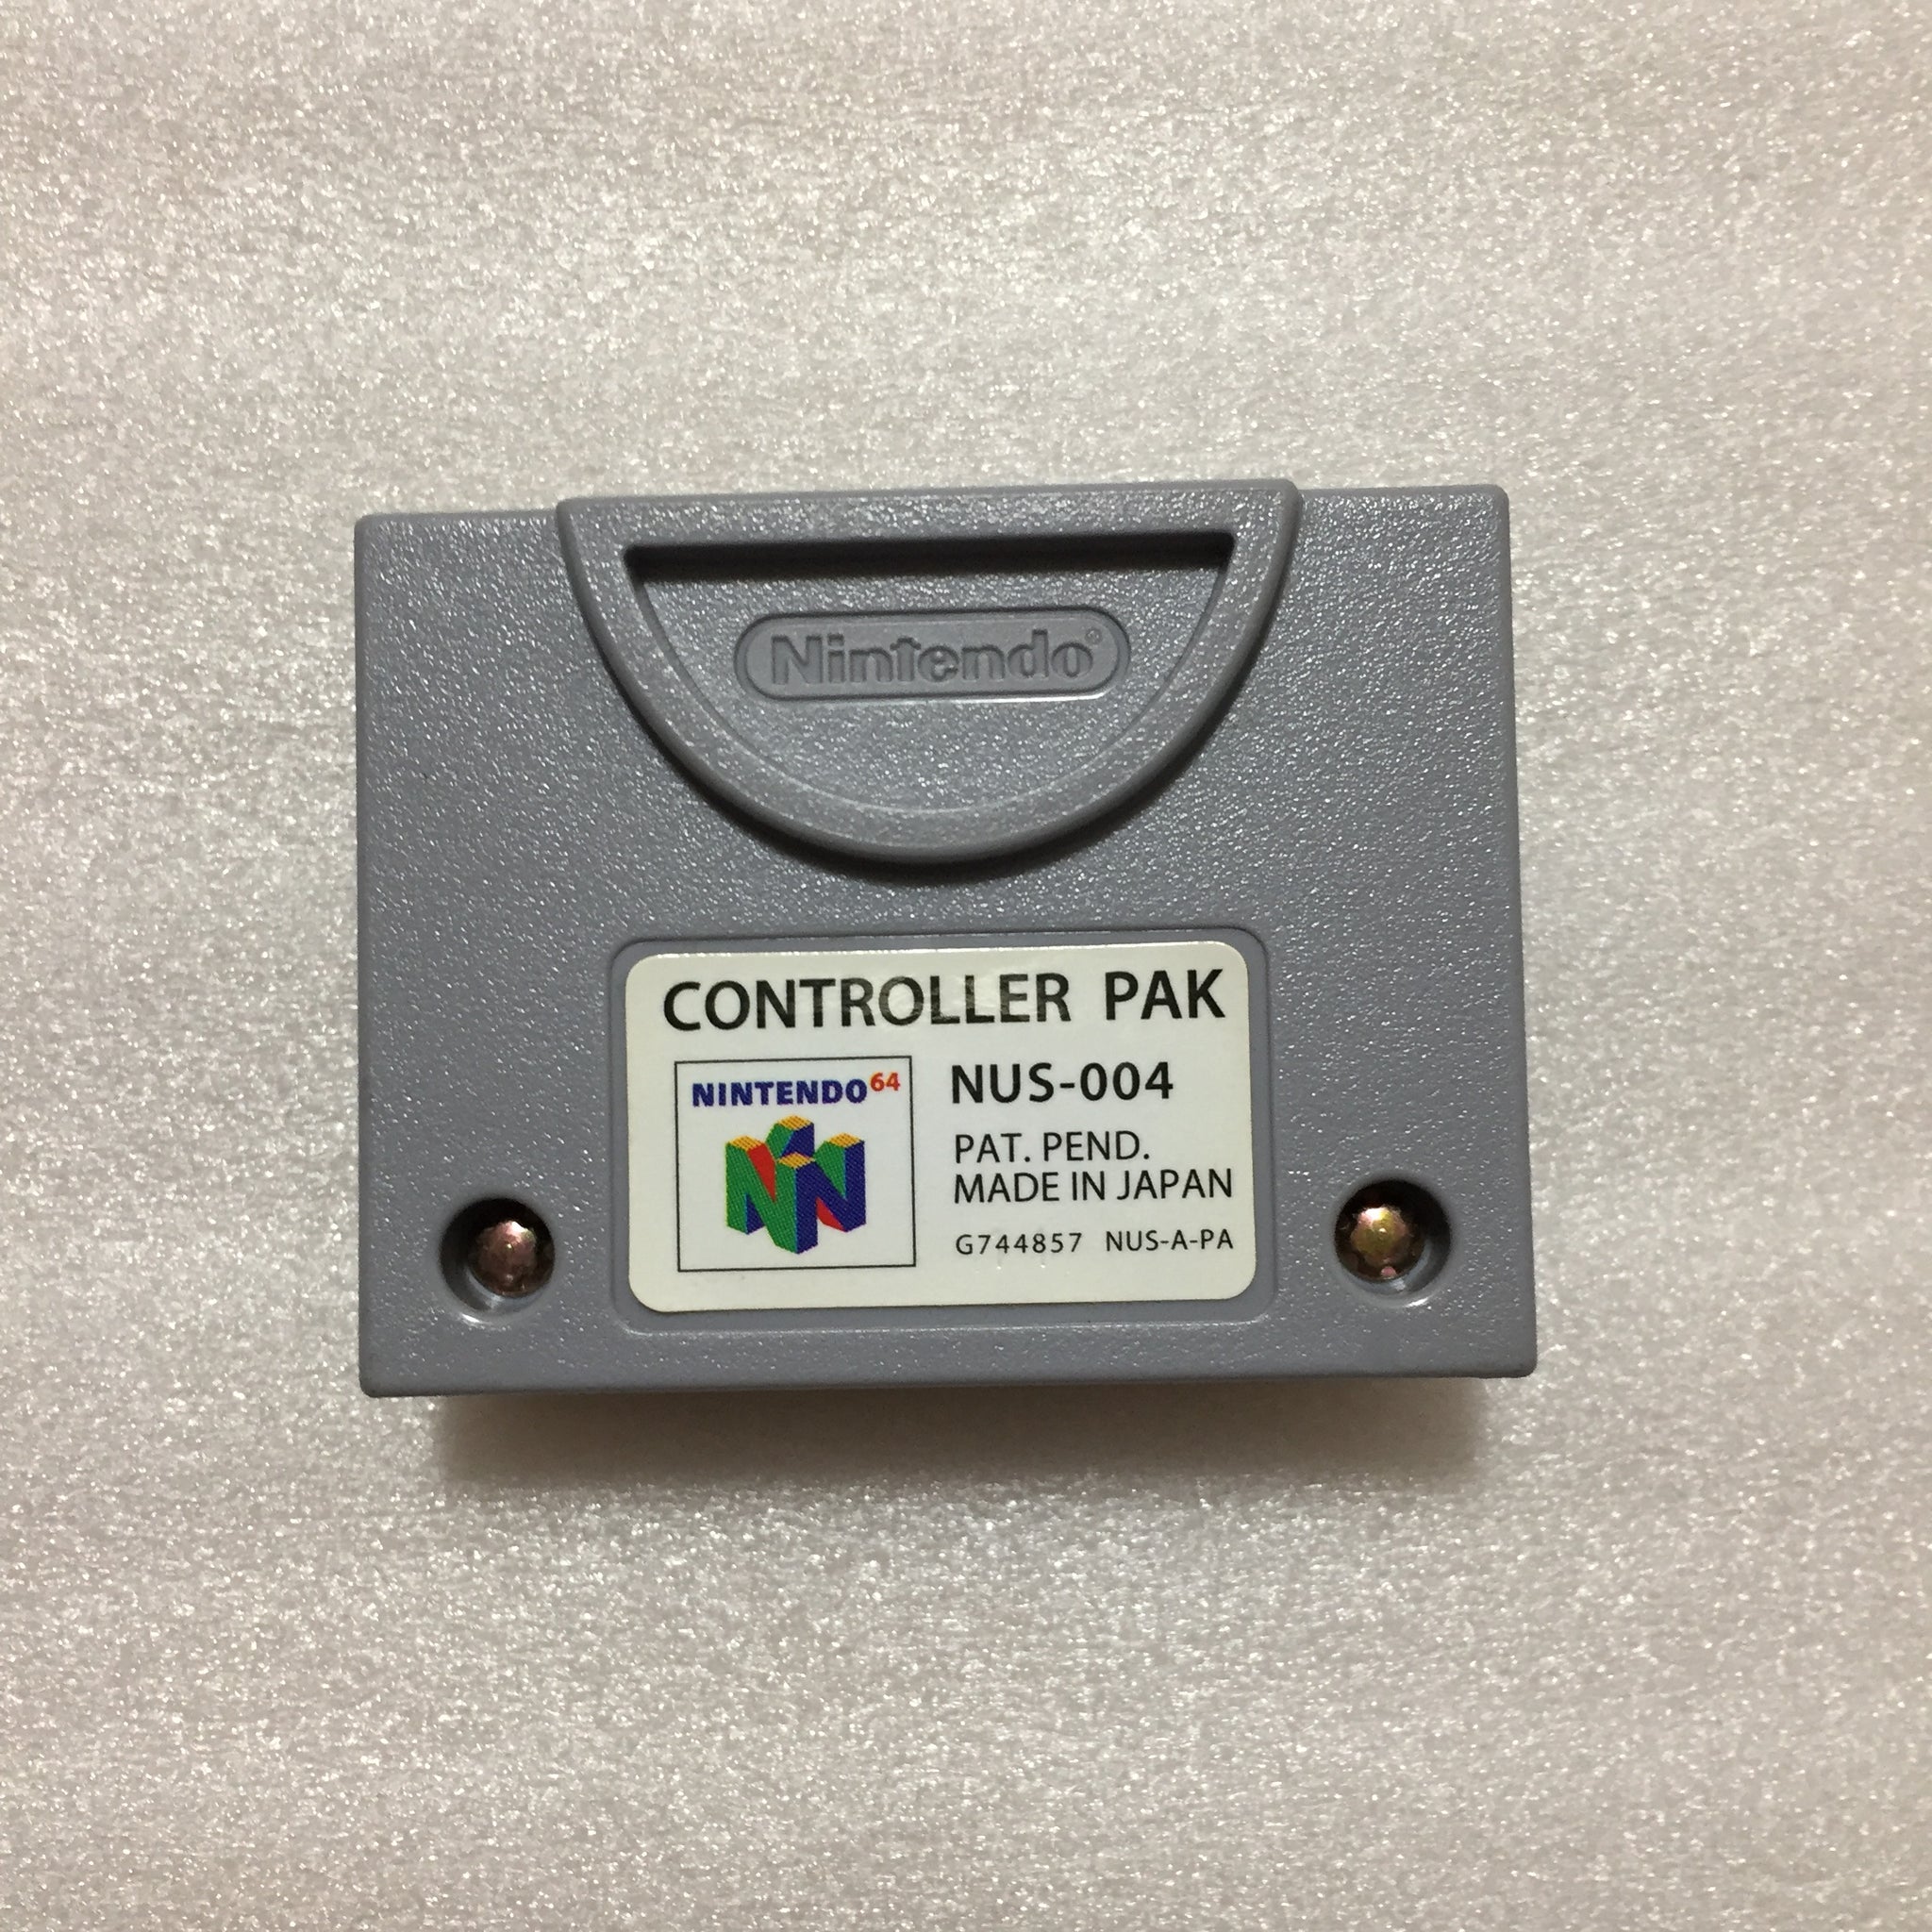 Nintendo®
CONTROLLER PAK
NINTENDO64
NUS-004
PAT. PEND.
MADE IN JAPAN
G744857 NUS-A-PA